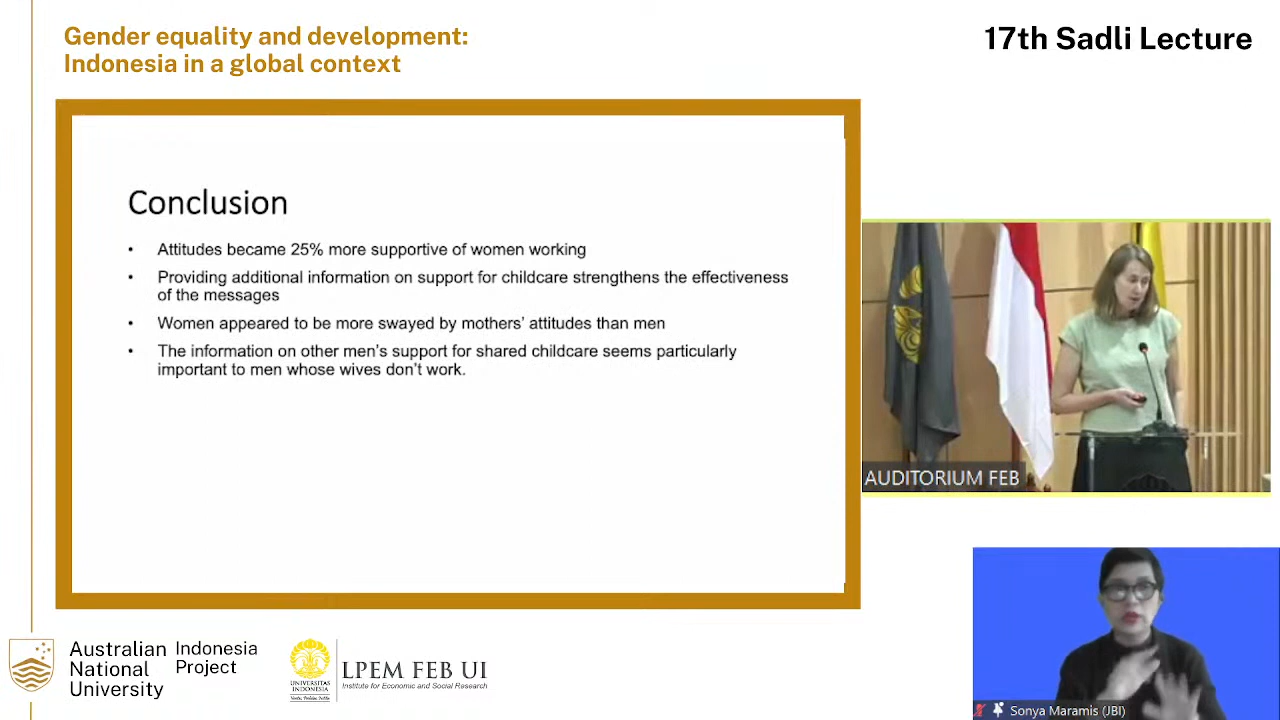 Gender equality and development:
Indonesia in a global context
17th Sadli Lecture
Conclusion
• Attitudes became 25% more supportive of women working
• Providing additional information on support for childcare strengthens the effectiveness
of the messages
• Women appeared to be more swayed by mothers’ attitudes than men
• The information on other men’s support for shared childcare seems particularly
important to men whose wives don’t work.
AUDITORIUM FEB
Australian
National
University
Indonesia
Project
UNIVERSITAS
INDONESIA
LPEM FEB UI
Institute for Economic and Social Research
Sonya Maramis (JBI)